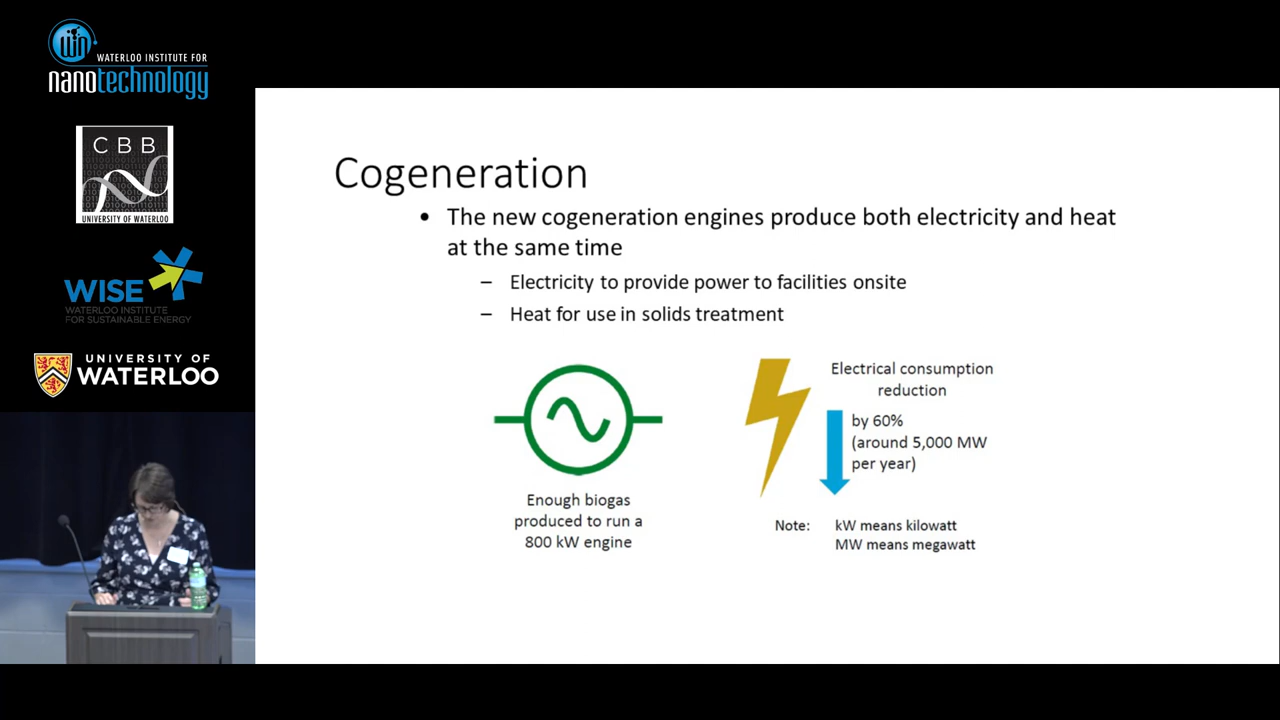 WATERLOO INSTITUTE FOR
nanotechnology
CBB
UNIVERSITY OF WATERLOO
WISE
WATERLOO INSTITUTE
FOR SUSTAINABLE ENERGY
UNIVERSITY OF
WATERLOO
Cogeneration
• The new cogeneration engines produce both electricity and heat
at the same time
– Electricity to provide power to facilities onsite
– Heat for use in solids treatment
Enough biogas
produced to run a
800 kW engine
Electrical consumption
reduction
by 60%
(around 5,000 MW
per year)
Note: kW means kilowatt
MW means megawatt